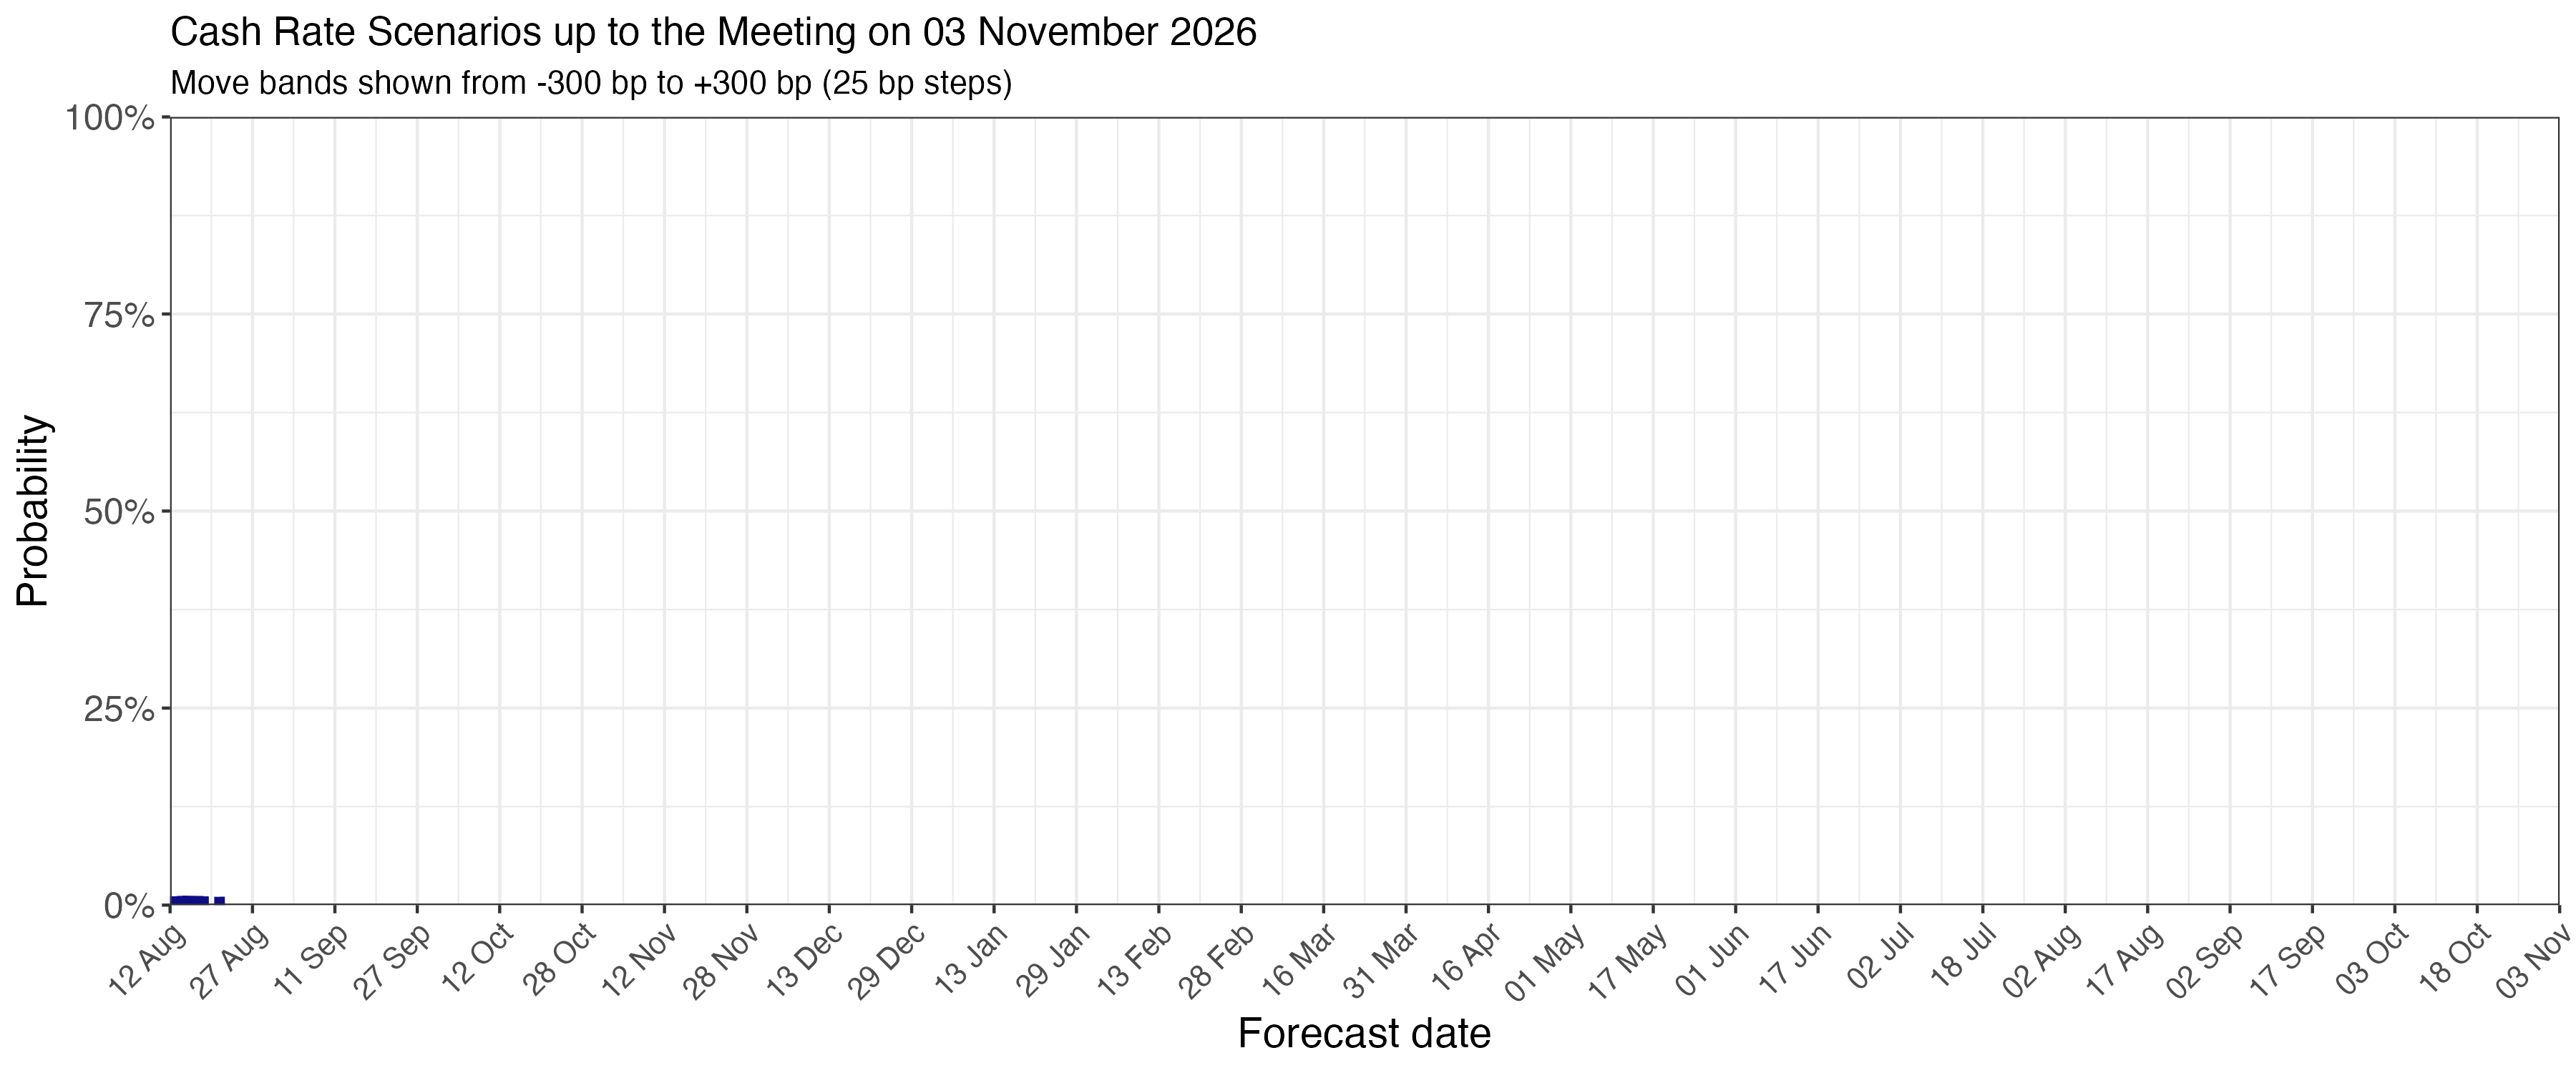 Cash Rate Scenarios up to the Meeting on 03 November 2026
Move bands shown from -300 bp to +300 bp (25 bp steps)
Probability
100%
75%
50%
25%
0%
12 Aug
27 Aug
11 Sep
27 Sep
12 Oct
28 Oct
12 Nov
28 Nov
13 Dec
29 Dec
13 Jan
29 Jan
13 Feb
28 Feb
16 Mar
31 Mar
16 Apr
01 May
17 May
01 Jun
17 Jun
02 Jul
18 Jul
02 Aug
17 Aug
02 Sep
17 Sep
03 Oct
18 Oct
03 Nov
Forecast date